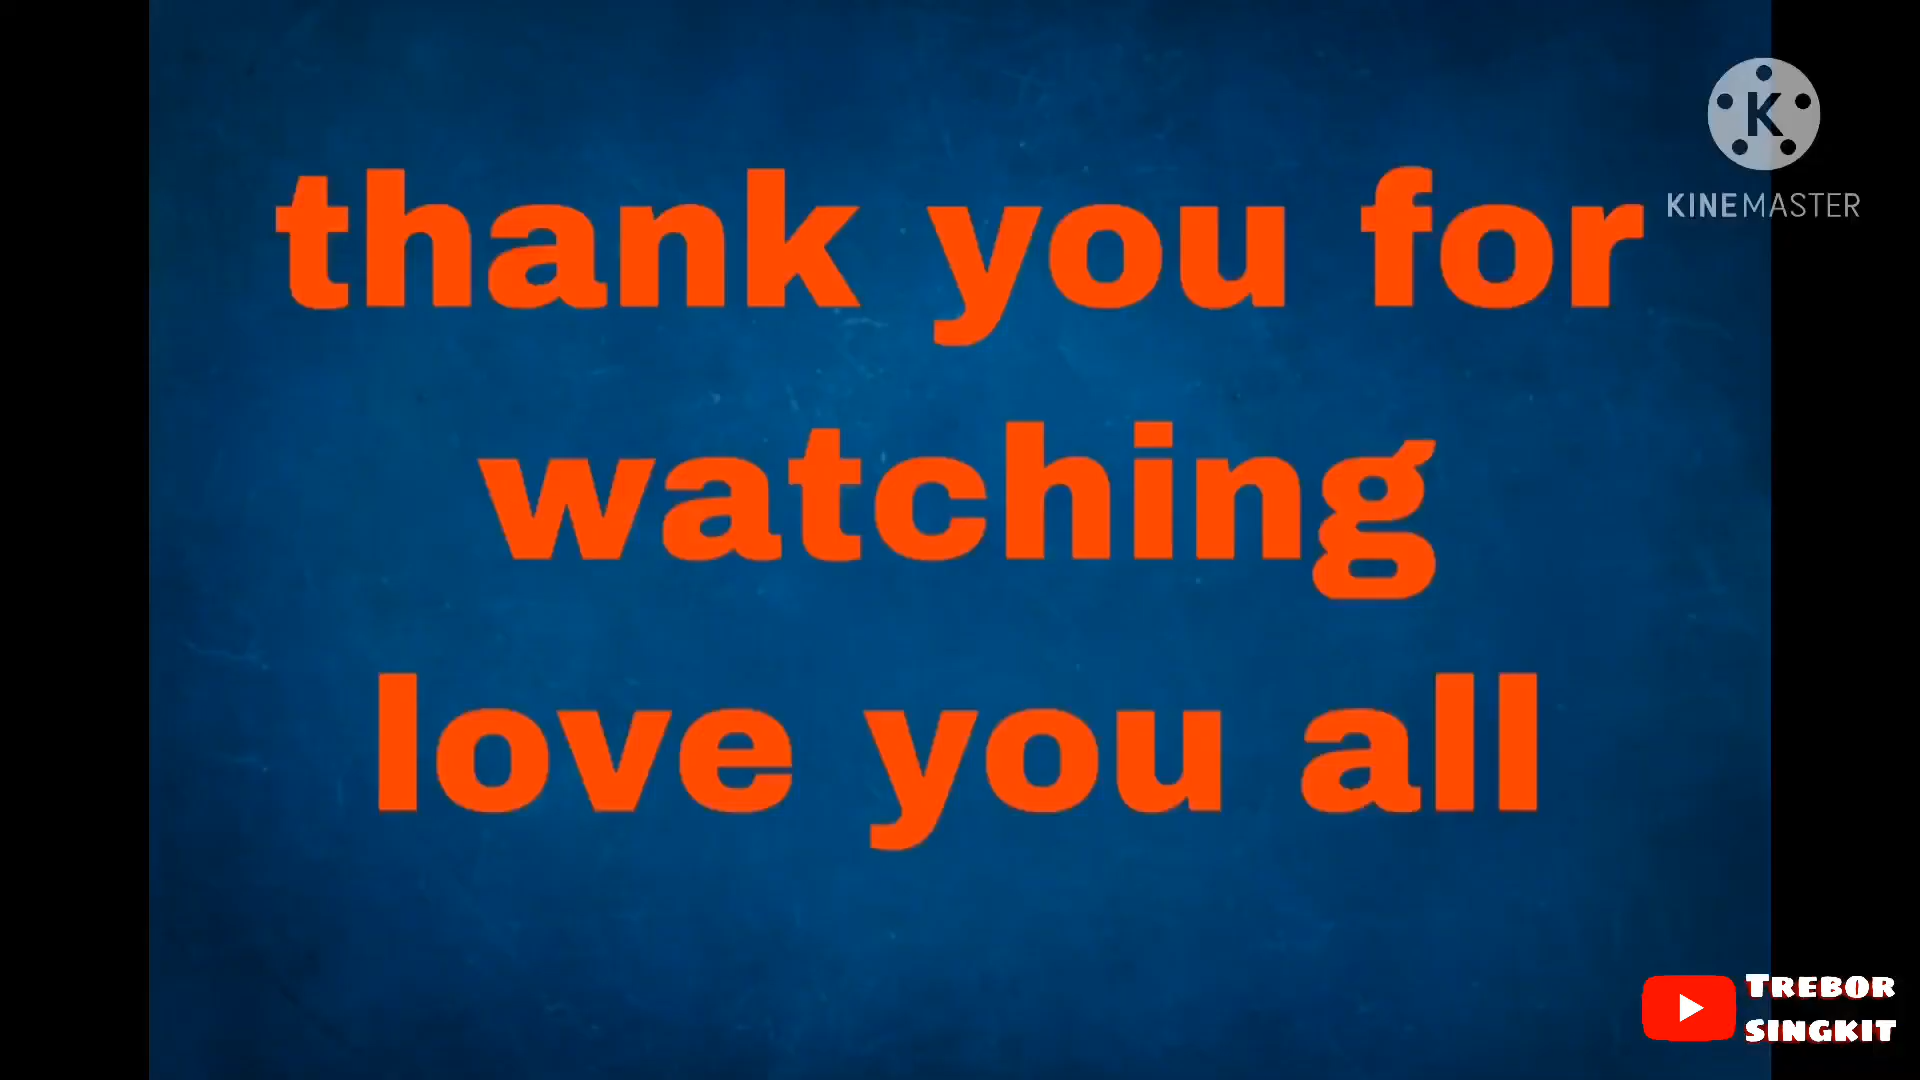 K
KINEMASTER
thank you for
watching
love you all
TREBOR
SINGKIT